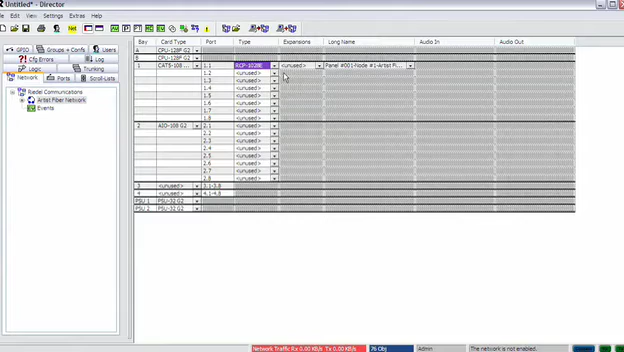 Untitled* - Director
Edit View Settings Extras Help
Net
GPIO Groups + Confs Users
Cfg Errors Log
Logic Trunking
Network Ports Scroll-Lists
Riedel Communications
Artist Fiber Network
Events
Bay Card Type Port Type Expansions Long Name Audio In Audio Out
A CPU-128F G2
B CPU-128F G2
1 CAT5-108 ... 1.1 RCP-1028E <unused> Panel #001-Node #1-Artist Fi...
1.2 <unused>
1.3 <unused>
1.4 <unused>
1.5 <unused>
1.6 <unused>
1.7 <unused>
1.8 <unused>
2 AIO-108 G2 2.1 <unused>
2.2 <unused>
2.3 <unused>
2.4 <unused>
2.5 <unused>
2.6 <unused>
2.7 <unused>
2.8 <unused>
3 <unused> 3.1-3.8
4 <unused> 4.1-4.8
PSU 1 PSU-32 G2
PSU 2 PSU-32 G2
Network Traffic Rx 0.00 KB/s Tx 0.00 KB/s 76 Obj Admin The network is not enabled.